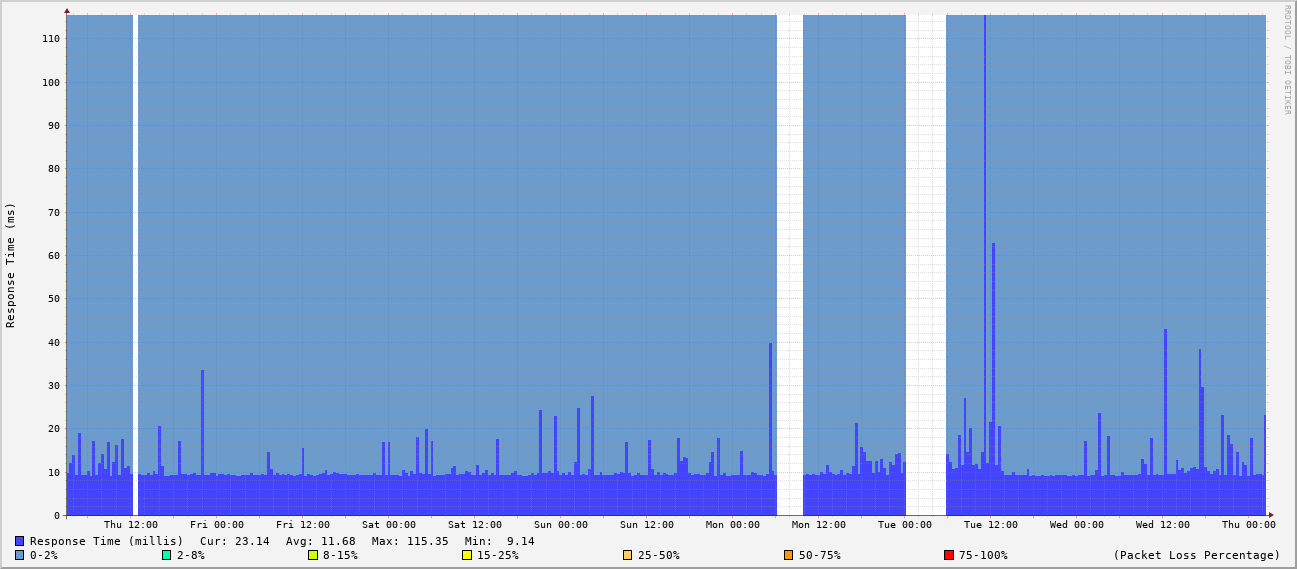 RRDTOOL / TOBI OETIKER
Response Time (ms)
110
100
90
80
70
60
50
40
30
20
10
0
Thu 12:00 Fri 00:00 Fri 12:00 Sat 00:00 Sat 12:00 Sun 00:00 Sun 12:00 Mon 00:00 Mon 12:00 Tue 00:00 Tue 12:00 Wed 00:00 Wed 12:00 Thu 00:00
Response Time (millis) Cur: 23.14 Avg: 11.68 Max: 115.35 Min: 9.14
0-2% 2-8% 8-15% 15-25% 25-50% 50-75% 75-100% (Packet Loss Percentage)